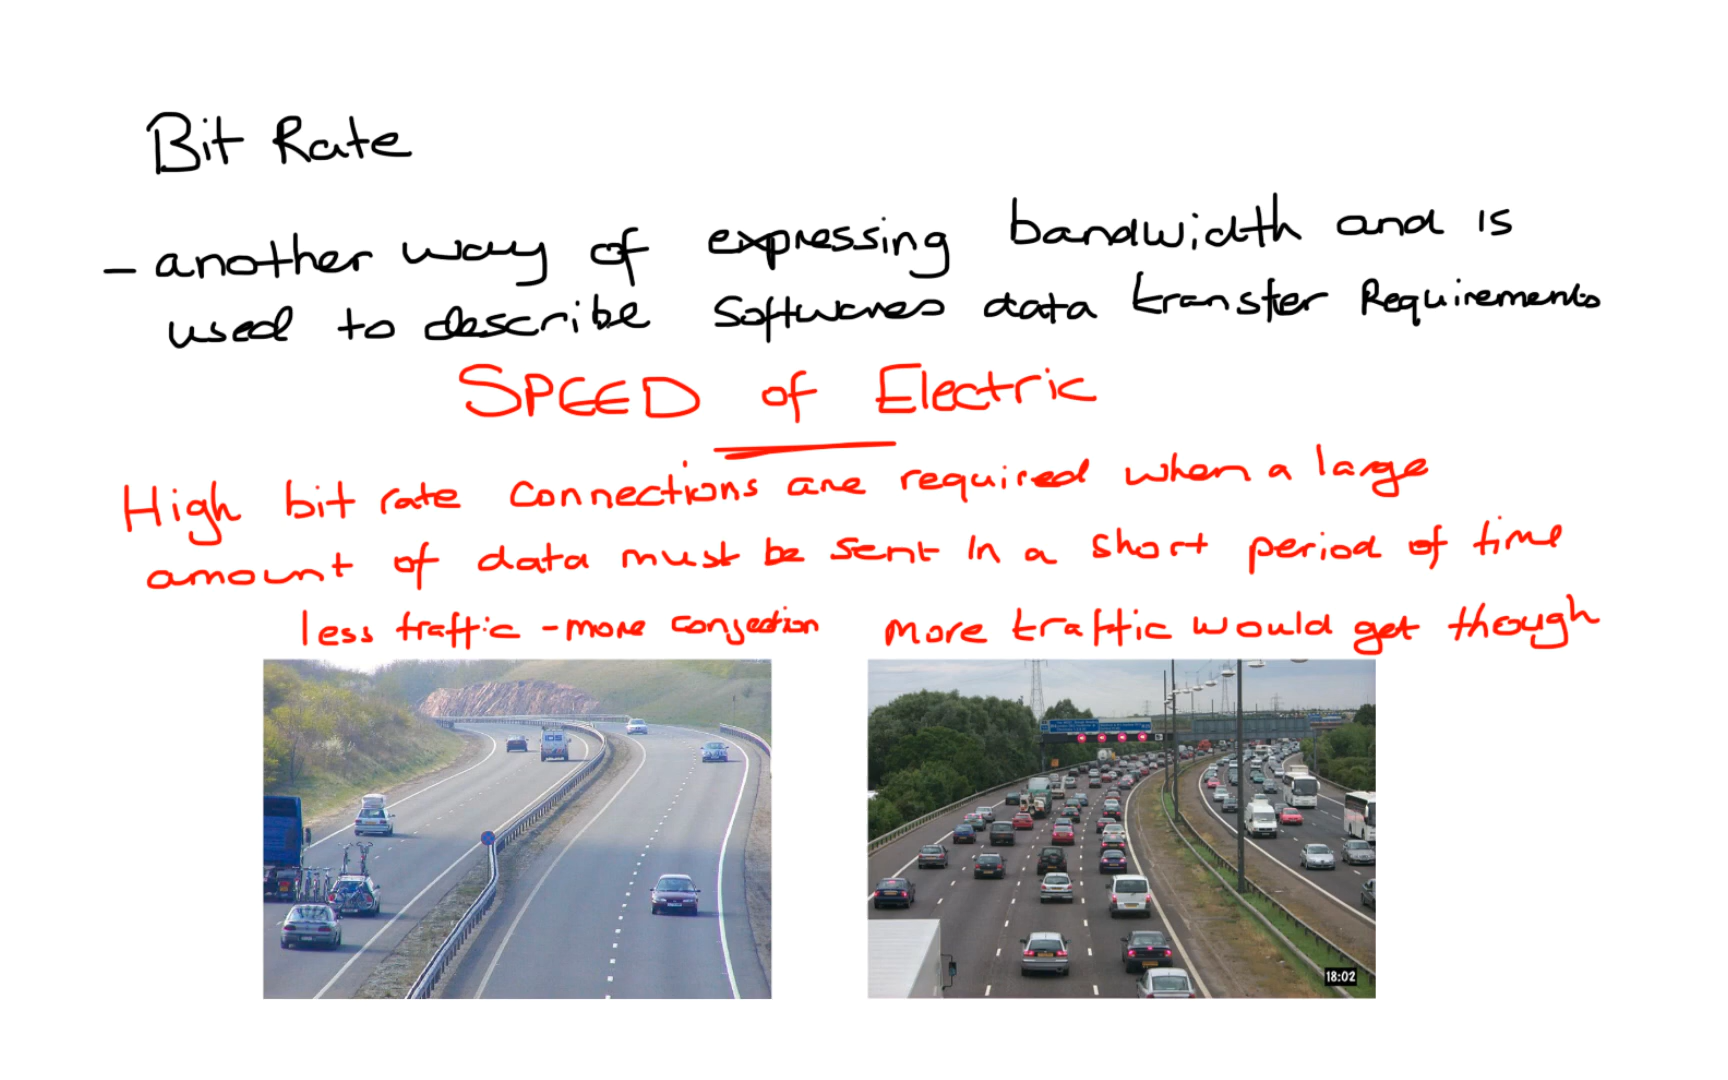 Bit Rate
- another way of expressing bandwidth and is
used to describe Softwares data transfer Requirements
SPEED of Electric
High bit rate connections are required when a large
amount of data must be sent in a short period of time
less traffic - more conjection more traffic would get though
18:02